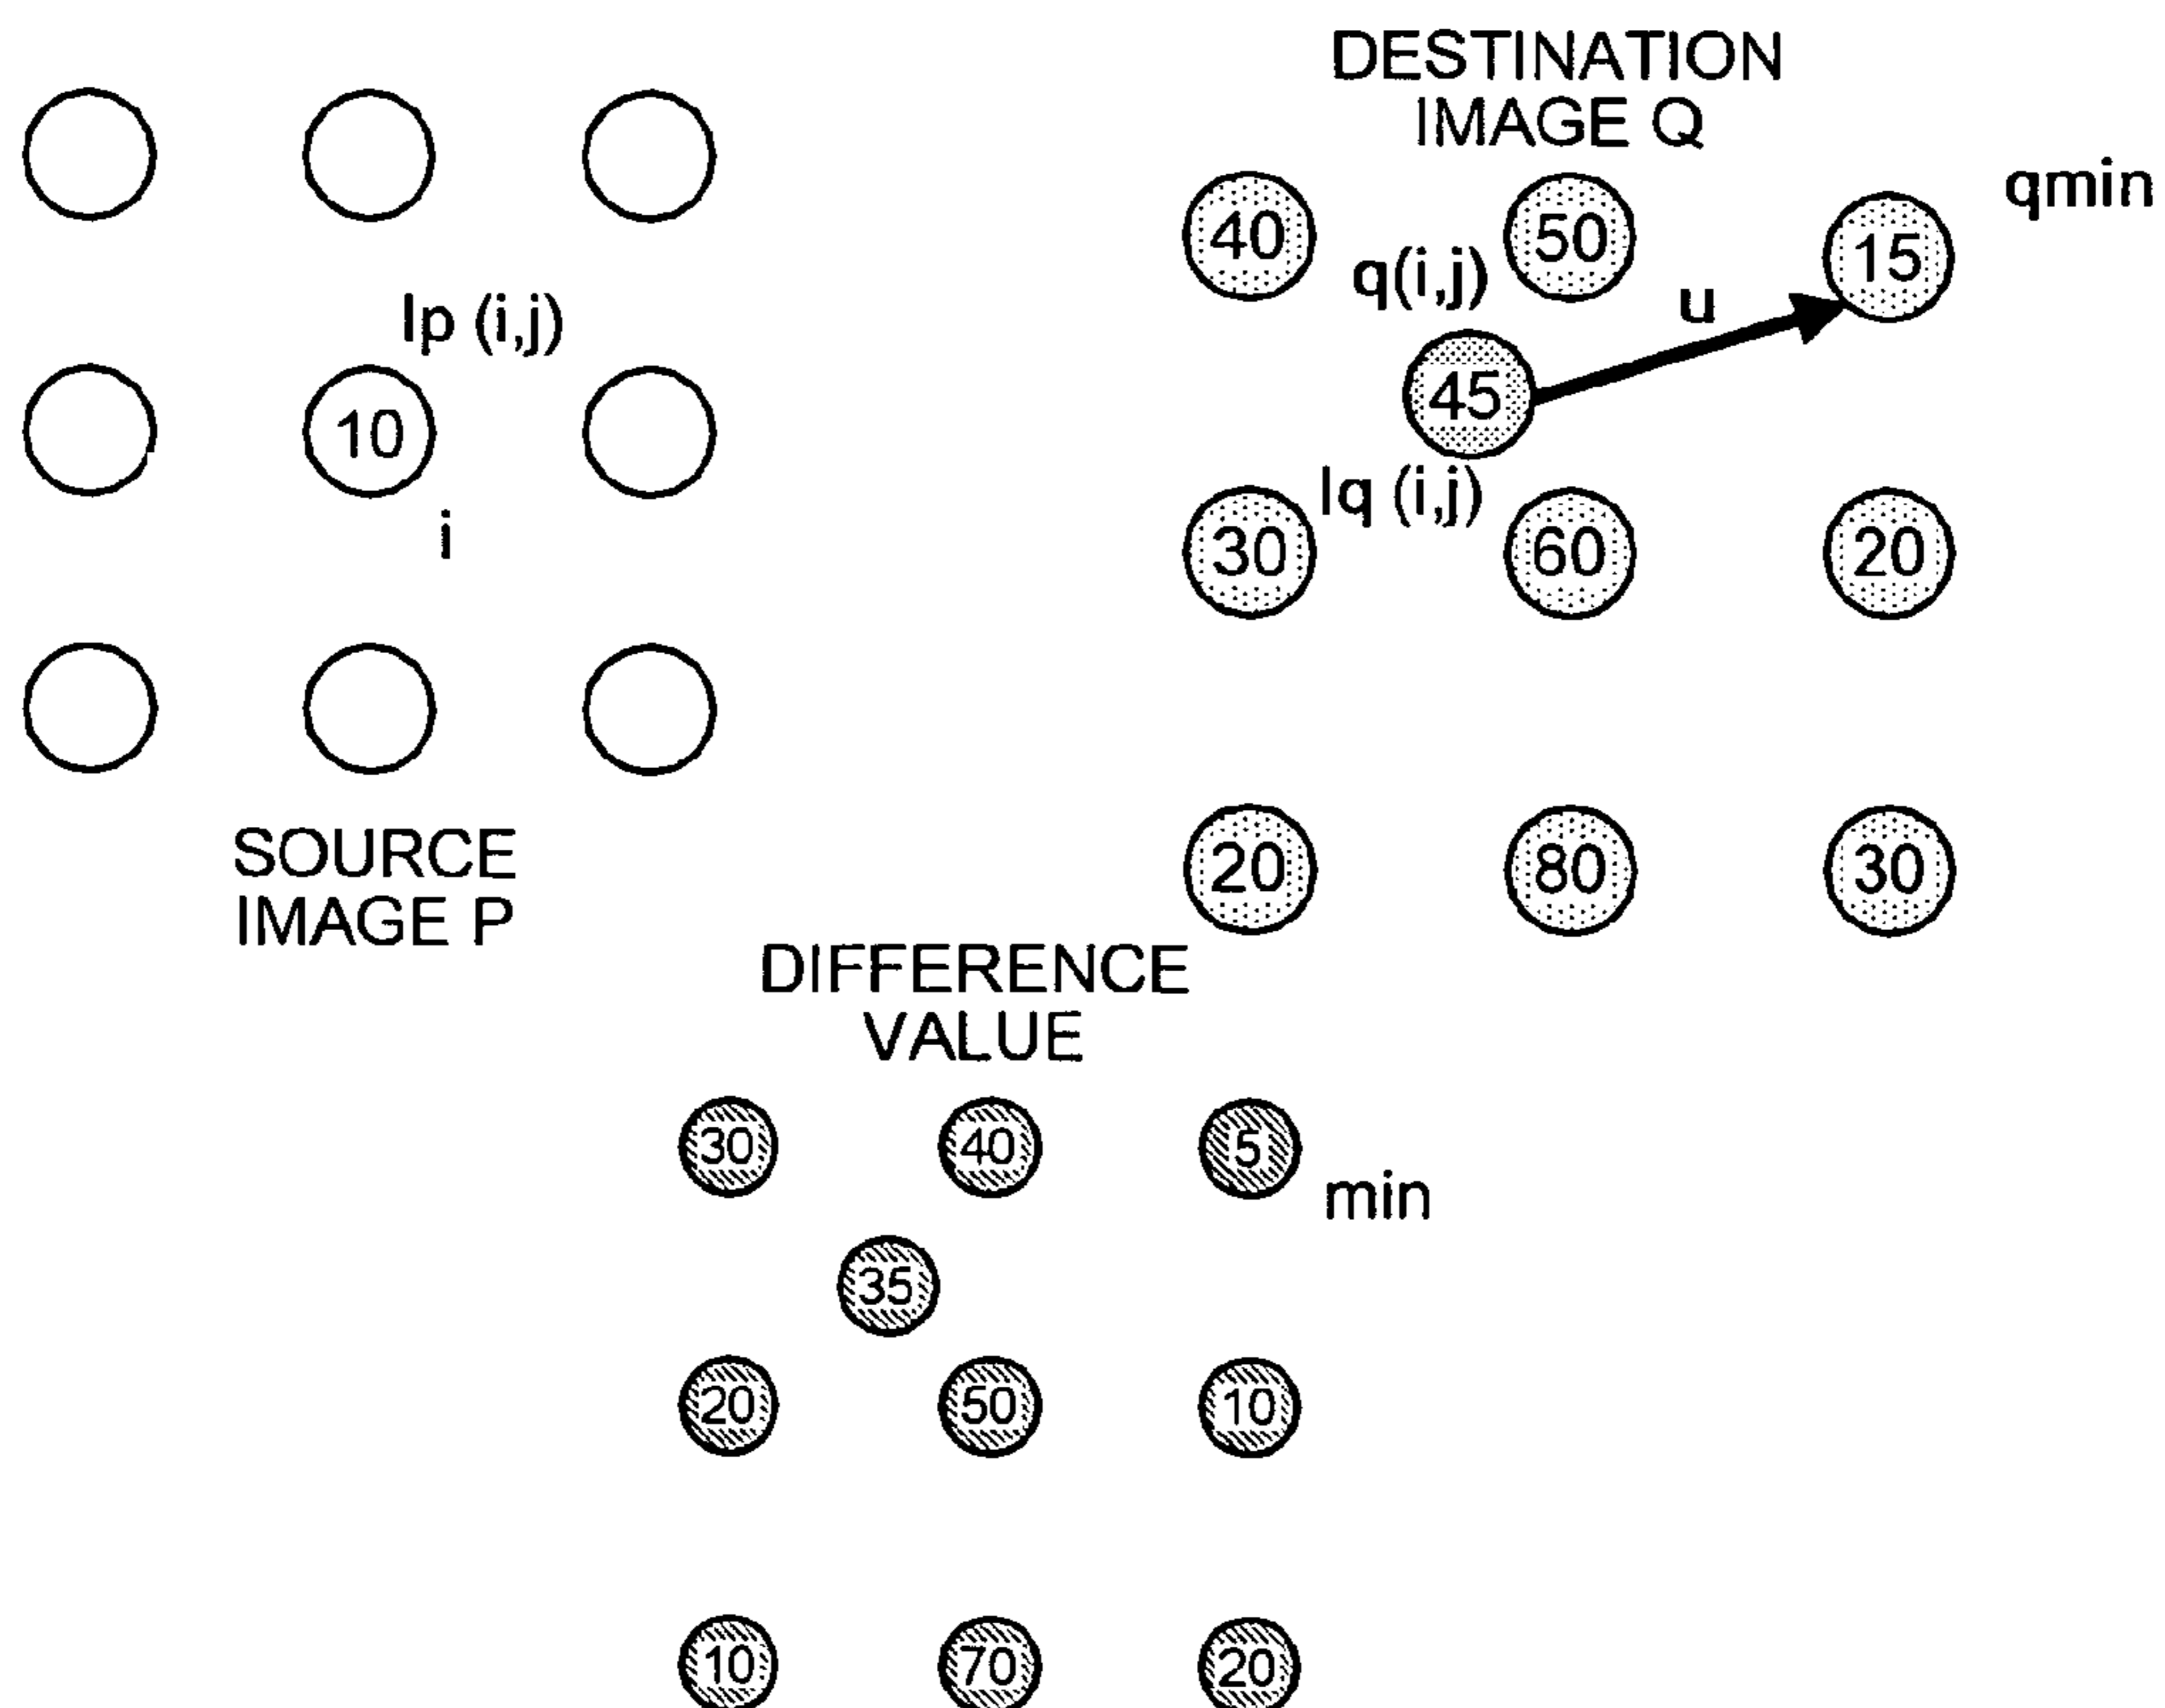 DESTINATION
IMAGE Q
qmin
40
50
15
q(i,j)
u
Ip (i,j)
45
10
Iq (i,j)
i
30
60
20
SOURCE
IMAGE P
20
80
30
DIFFERENCE
VALUE
30
40
5
min
35
20
50
10
10
70
20